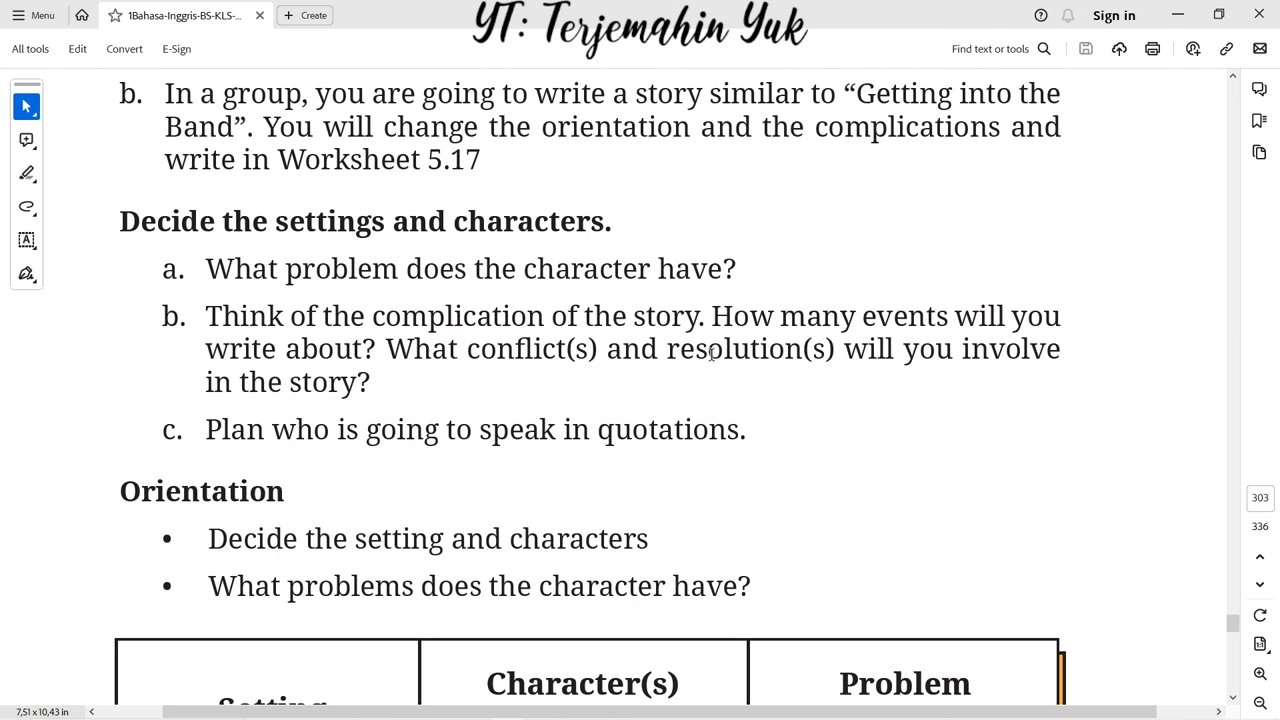 Menu
1Bahasa-Inggris-BS-KLS-...
Create
YT: Terjemahin Yuk
Sign in
All tools
Edit
Convert
E-Sign
Find text or tools
b. In a group, you are going to write a story similar to “Getting into the
Band”. You will change the orientation and the complications and
write in Worksheet 5.17
Decide the settings and characters.
a. What problem does the character have?
b. Think of the complication of the story. How many events will you
write about? What conflict(s) and resolution(s) will you involve
in the story?
c. Plan who is going to speak in quotations.
Orientation
• Decide the setting and characters
• What problems does the character have?
Setting
Character(s)
Problem
303
336
7,51 x 10,43 in